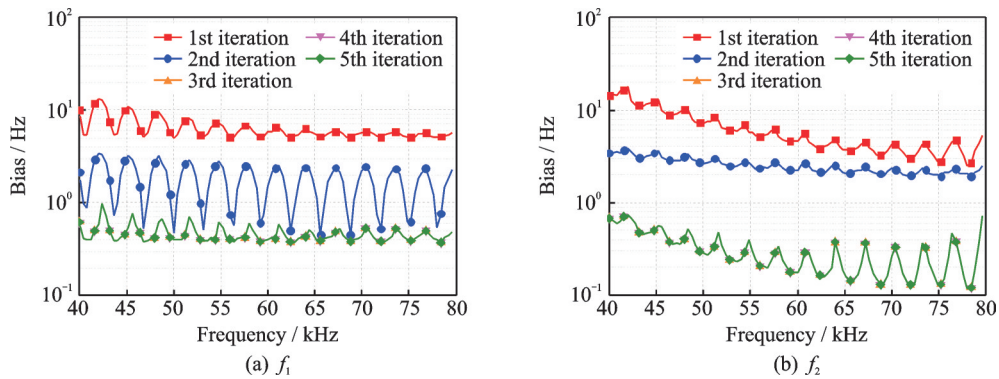 10²
10¹
10⁰
10⁻¹
Bias / Hz
1st iteration
2nd iteration
3rd iteration
4th iteration
5th iteration
40 45 50 55 60 65 70 75 80
Frequency / kHz
(a) f₁
10²
10¹
10⁰
10⁻¹
Bias / Hz
1st iteration
2nd iteration
3rd iteration
4th iteration
5th iteration
40 45 50 55 60 65 70 75 80
Frequency / kHz
(b) f₂